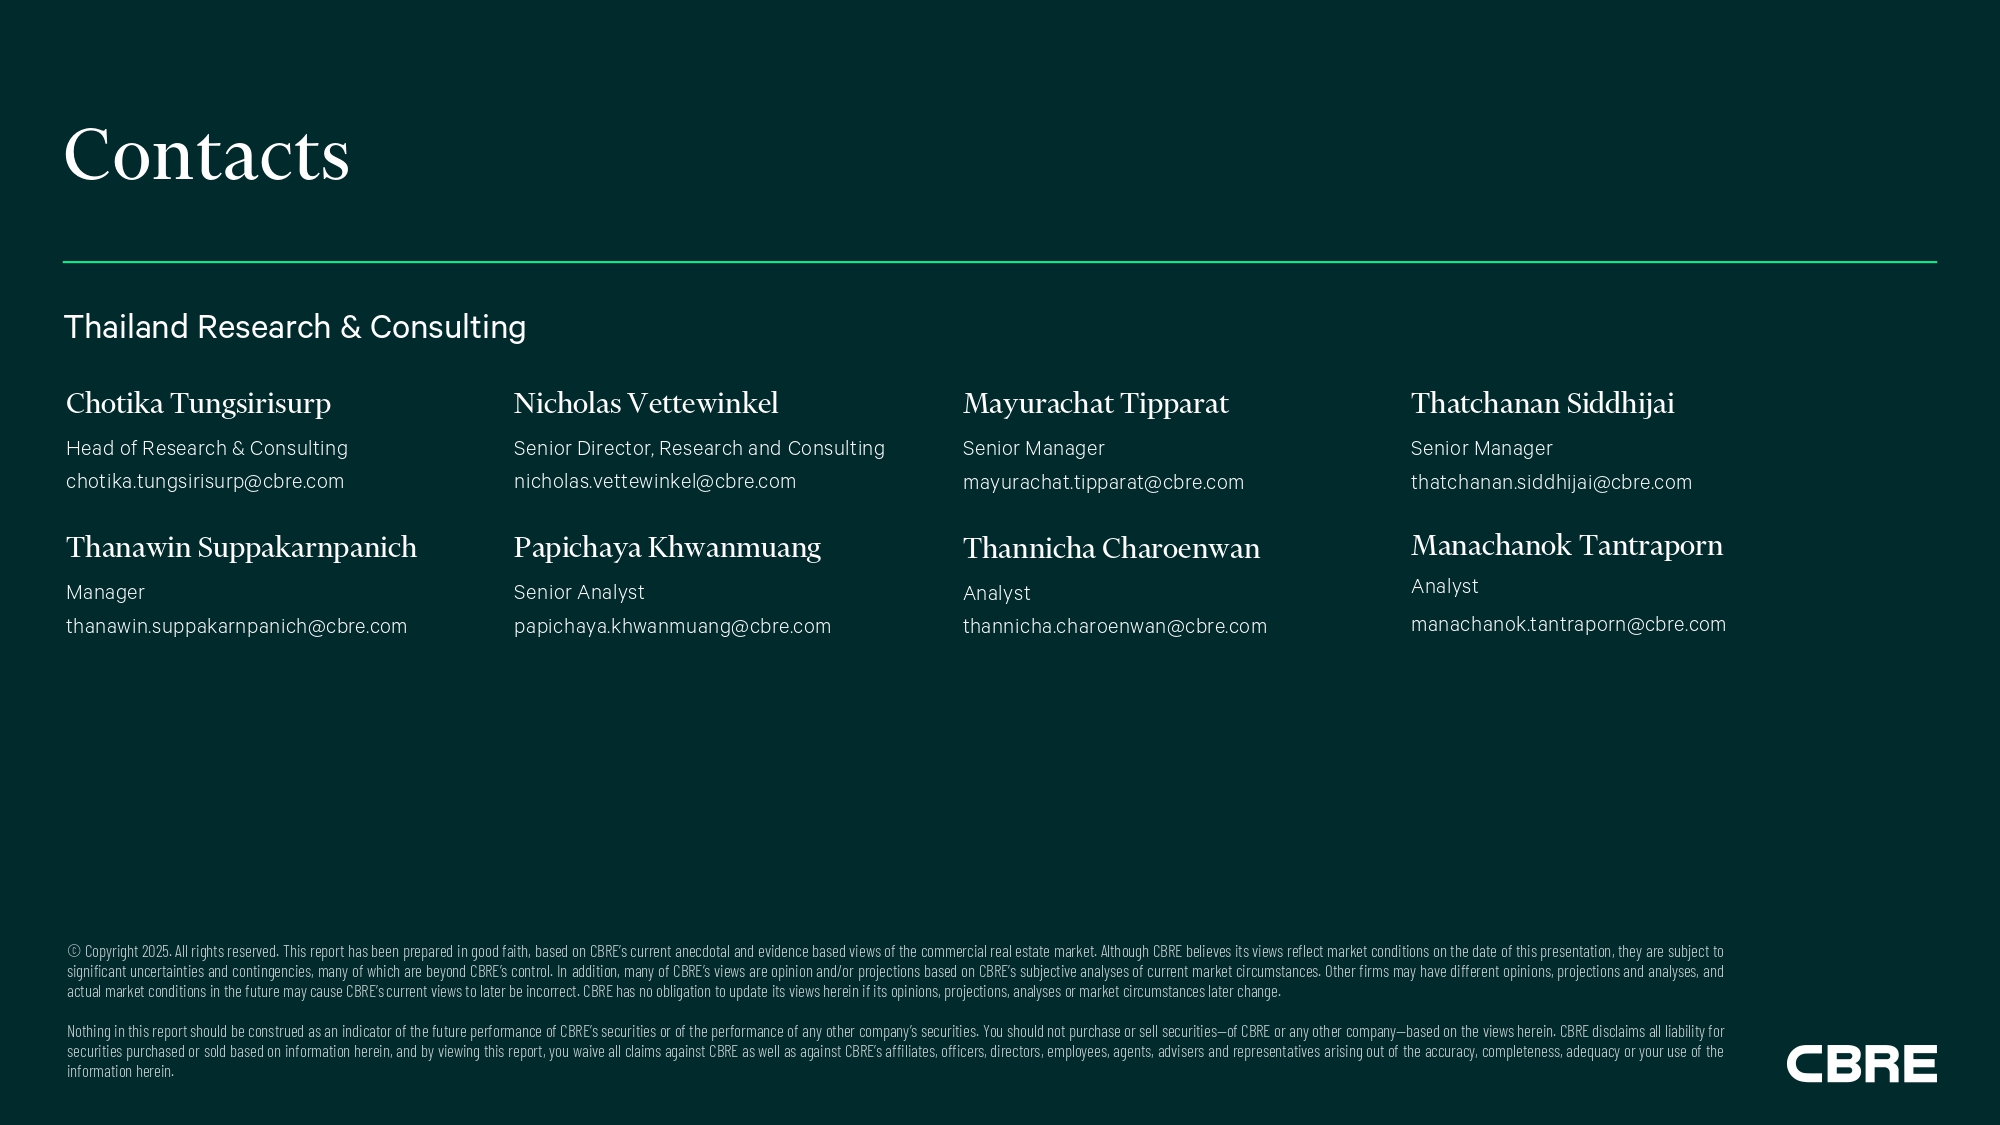 Contacts
Thailand Research & Consulting
Chotika Tungsirisurp
Head of Research & Consulting
chotika.tungsirisurp@cbre.com
Nicholas Vettewinkel
Senior Director, Research and Consulting
nicholas.vettewinkel@cbre.com
Mayurachat Tipparat
Senior Manager
mayurachat.tipparat@cbre.com
Thatchanan Siddhijai
Senior Manager
thatchanan.siddhijai@cbre.com
Thanawin Suppakarnpanich
Manager
thanawin.suppakarnpanich@cbre.com
Papichaya Khwanmuang
Senior Analyst
papichaya.khwanmuang@cbre.com
Thannicha Charoenwan
Analyst
thannicha.charoenwan@cbre.com
Manachanok Tantraporn
Analyst
manachanok.tantraporn@cbre.com
© Copyright 2025. All rights reserved. This report has been prepared in good faith, based on CBRE's current anecdotal and evidence based views of the commercial real estate market. Although CBRE believes its views reflect market conditions on the date of this presentation, they are subject to
significant uncertainties and contingencies, many of which are beyond CBRE's control. In addition, many of CBRE's views are opinion and/or projections based on CBRE's subjective analyses of current market circumstances. Other firms may have different opinions, projections and analyses, and
actual market conditions in the future may cause CBRE's current views to later be incorrect. CBRE has no obligation to update its views herein if its opinions, projections, analyses or market circumstances later change.
Nothing in this report should be construed as an indicator of the future performance of CBRE's securities or of the performance of any other company's securities. You should not purchase or sell securities—of CBRE or any other company—based on the views herein. CBRE disclaims all liability for
securities purchased or sold based on information herein, and by viewing this report, you waive all claims against CBRE as well as against CBRE's affiliates, officers, directors, employees, agents, advisers and representatives arising out of the accuracy, completeness, adequacy or your use of the
information herein.
CBRE